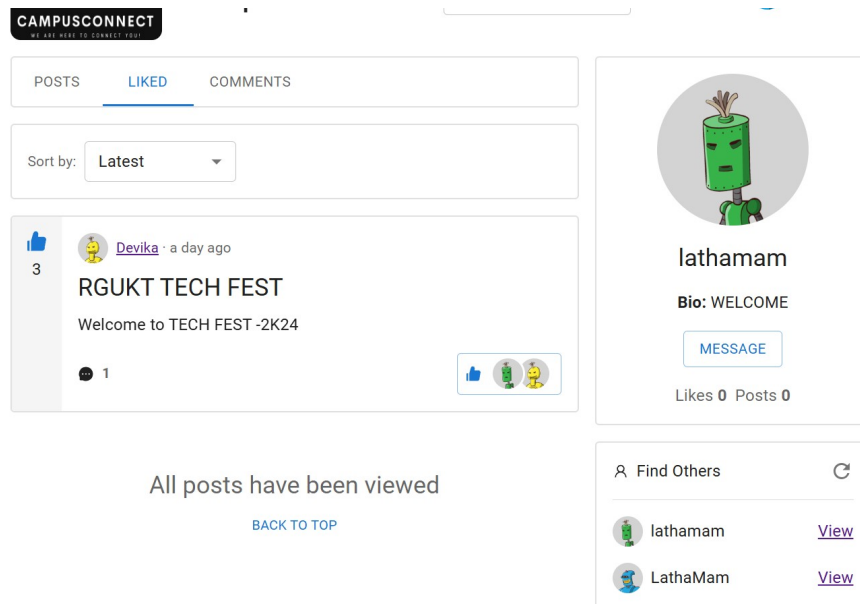 CAMPUSCONNECT
WE ARE HERE TO CONNECT YOU!
POSTS LIKED COMMENTS
Sort by: Latest
3
Devika · a day ago
RGUKT TECH FEST
Welcome to TECH FEST -2K24
1
All posts have been viewed
BACK TO TOP
lathamam
Bio: WELCOME
MESSAGE
Likes 0 Posts 0
Find Others
lathamam View
LathaMam View